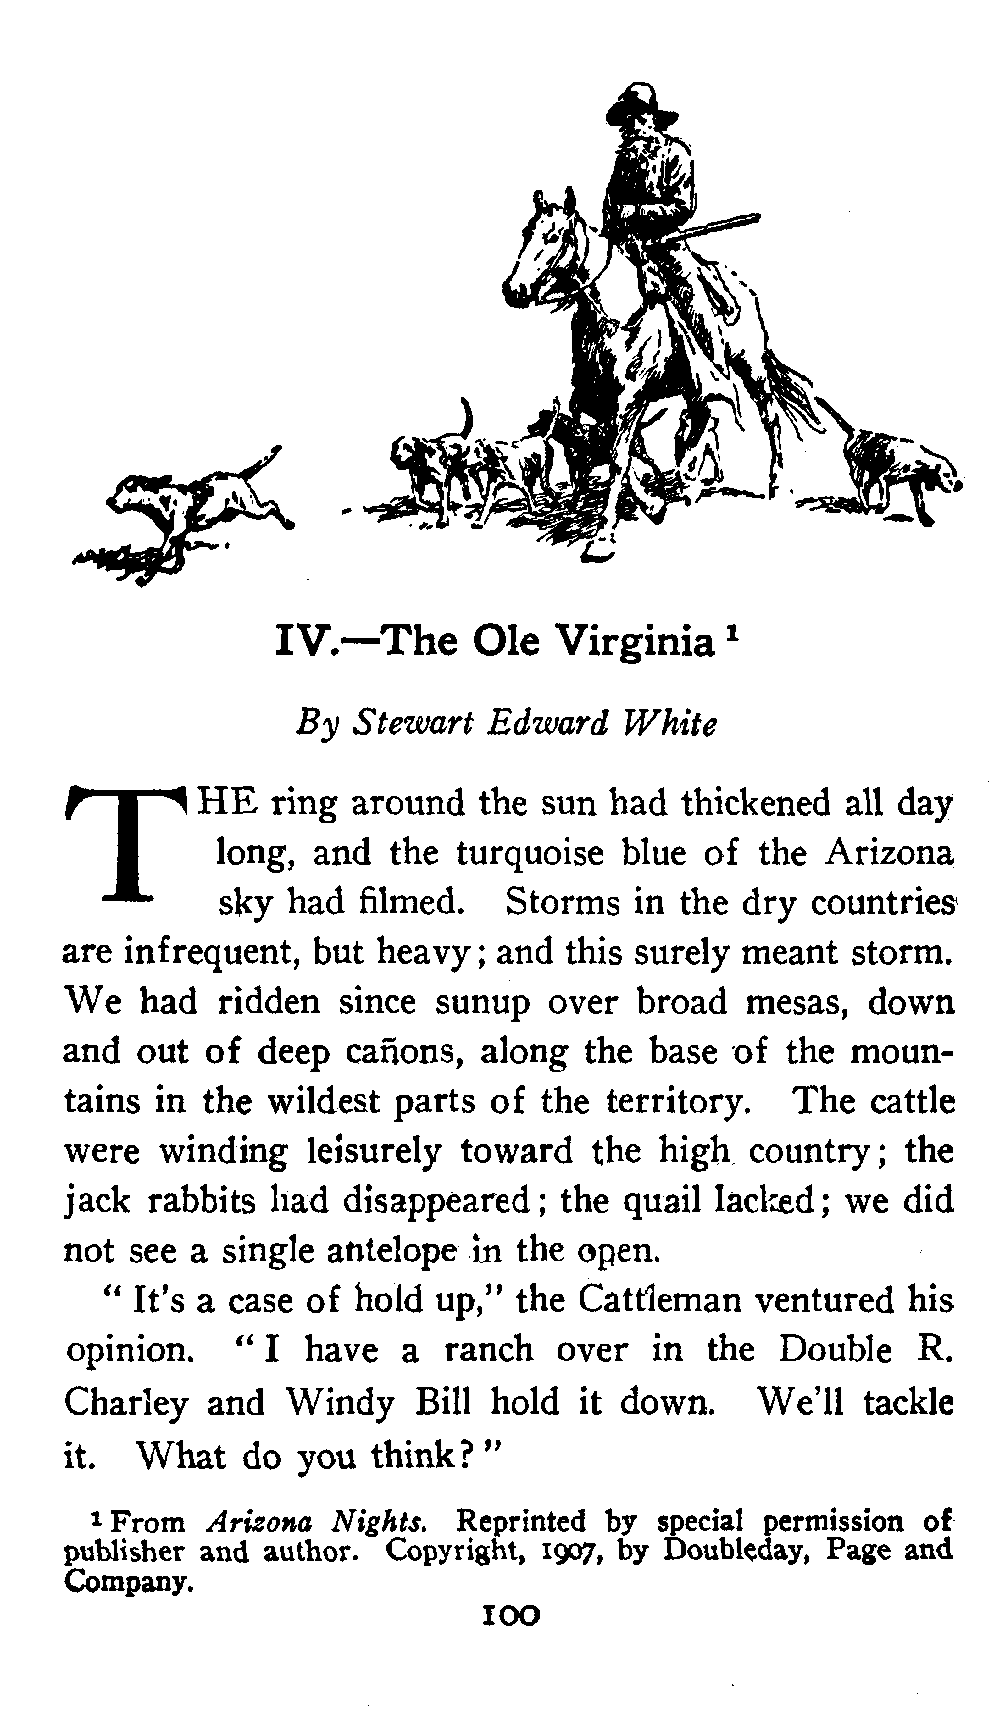 IV.—The Ole Virginia ¹
By Stewart Edward White
THE ring around the sun had thickened all day
long, and the turquoise blue of the Arizona
sky had filmed. Storms in the dry countries
are infrequent, but heavy; and this surely meant storm.
We had ridden since sunup over broad mesas, down
and out of deep cañons, along the base of the moun-
tains in the wildest parts of the territory. The cattle
were winding leisurely toward the high country; the
jack rabbits had disappeared; the quail lacked; we did
not see a single antelope in the open.
“ It's a case of hold up,” the Cattleman ventured his
opinion. “ I have a ranch over in the Double R.
Charley and Windy Bill hold it down. We'll tackle
it. What do you think? ”
¹ From Arizona Nights. Reprinted by special permission of
publisher and author. Copyright, 1907, by Doubleday, Page and
Company.
100